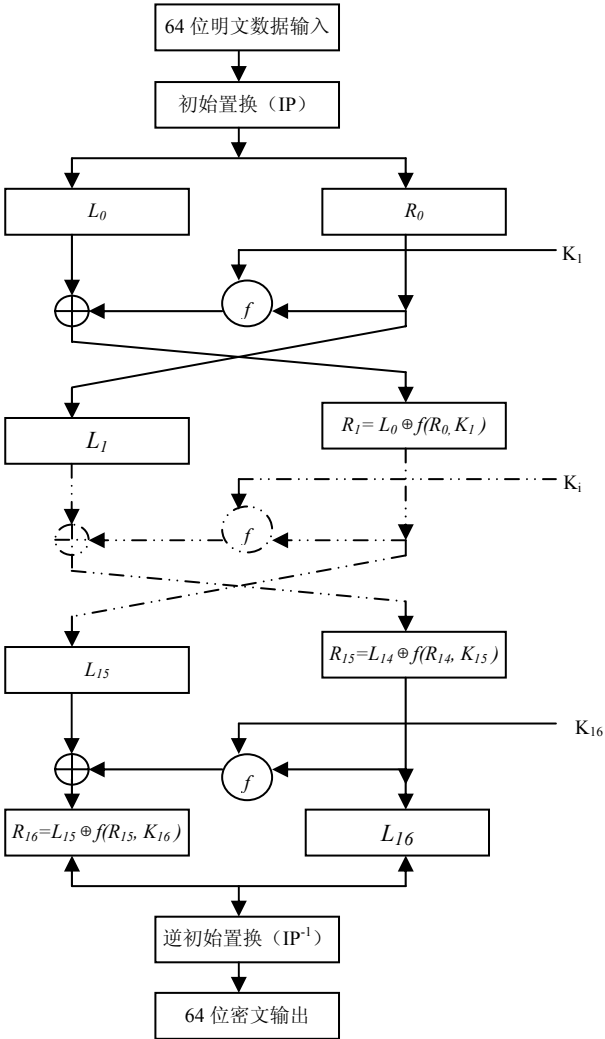 64 位明文数据输入
初始置换（IP）
L₀
R₀
K₁
f
L₁
R₁= L₀⊕f(R₀, K₁)
Kᵢ
f
L₁₅
R₁₅=L₁₄⊕f(R₁₄, K₁₅)
K₁₆
f
R₁₆=L₁₅⊕f(R₁₅, K₁₆)
L₁₆
逆初始置换（IP⁻¹）
64 位密文输出